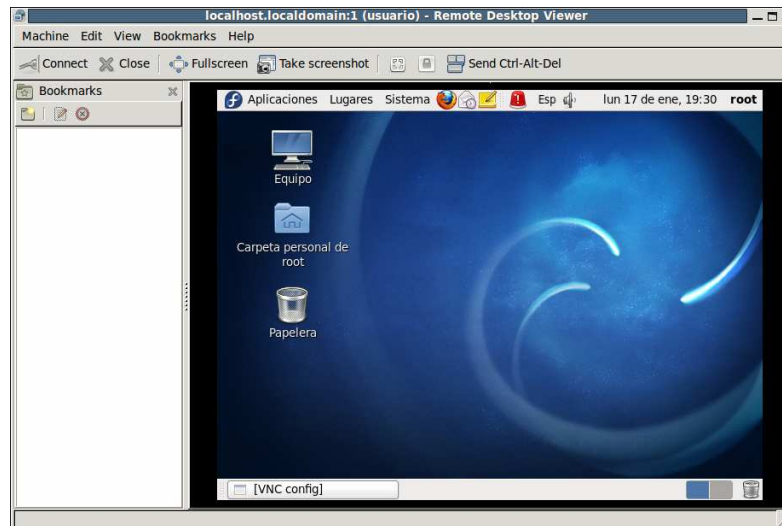 localhost.localdomain:1 (usuario) - Remote Desktop Viewer
Machine Edit View Bookmarks Help
Connect Close Fullscreen Take screenshot Send Ctrl-Alt-Del
Bookmarks
Aplicaciones Lugares Sistema Esp lun 17 de ene, 19:30 root
Equipo
Carpeta personal de
root
Papelera
[VNC config]